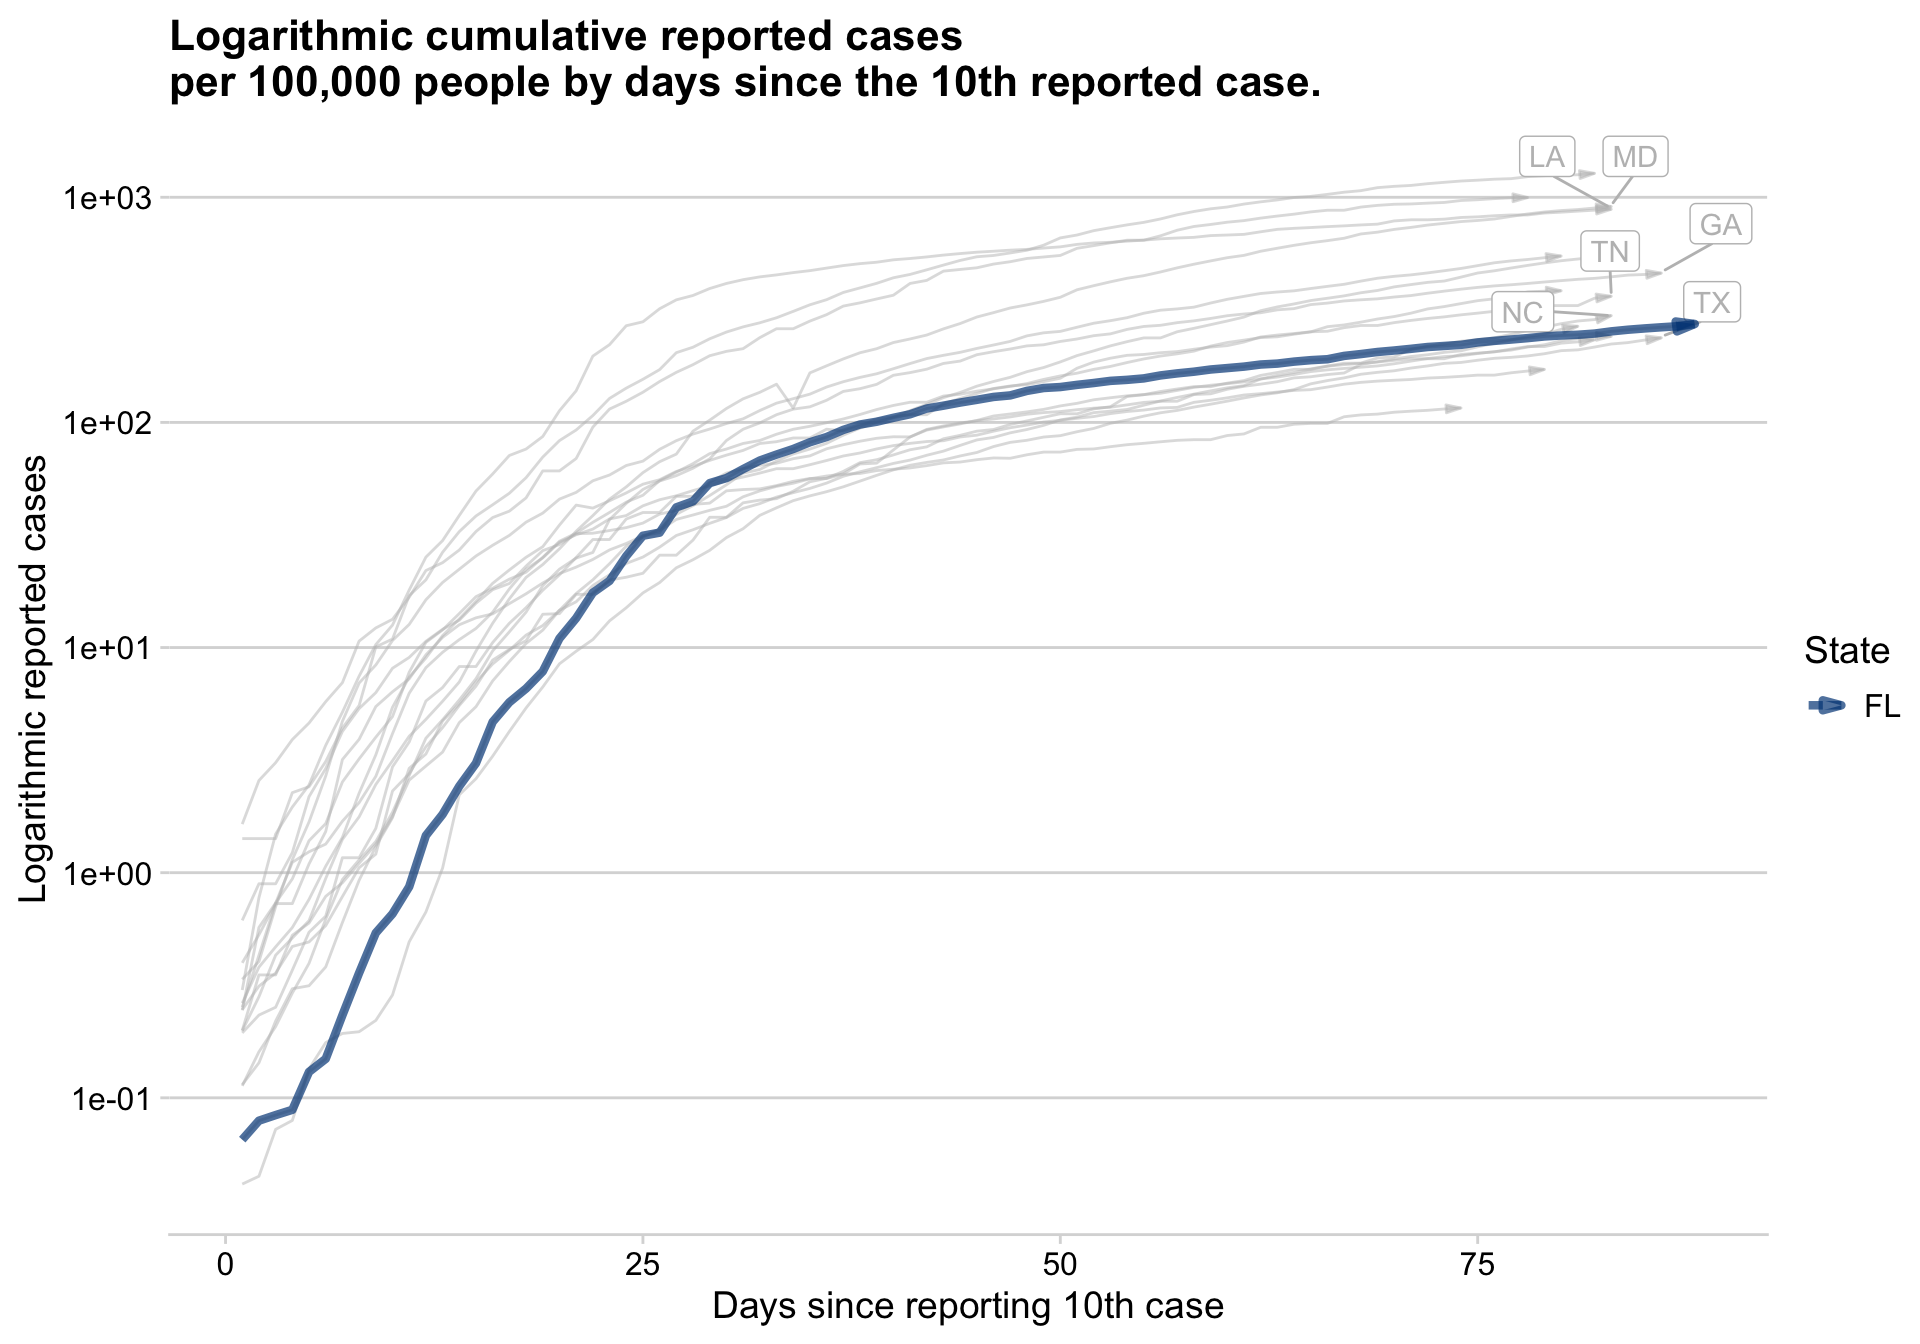 Logarithmic cumulative reported cases
per 100,000 people by days since the 10th reported case.
LA
MD
1e+03
GA
TN
TX
NC
1e+02
Logarithmic reported cases
1e+01
State
FL
1e+00
1e-01
0
25
50
75
Days since reporting 10th case